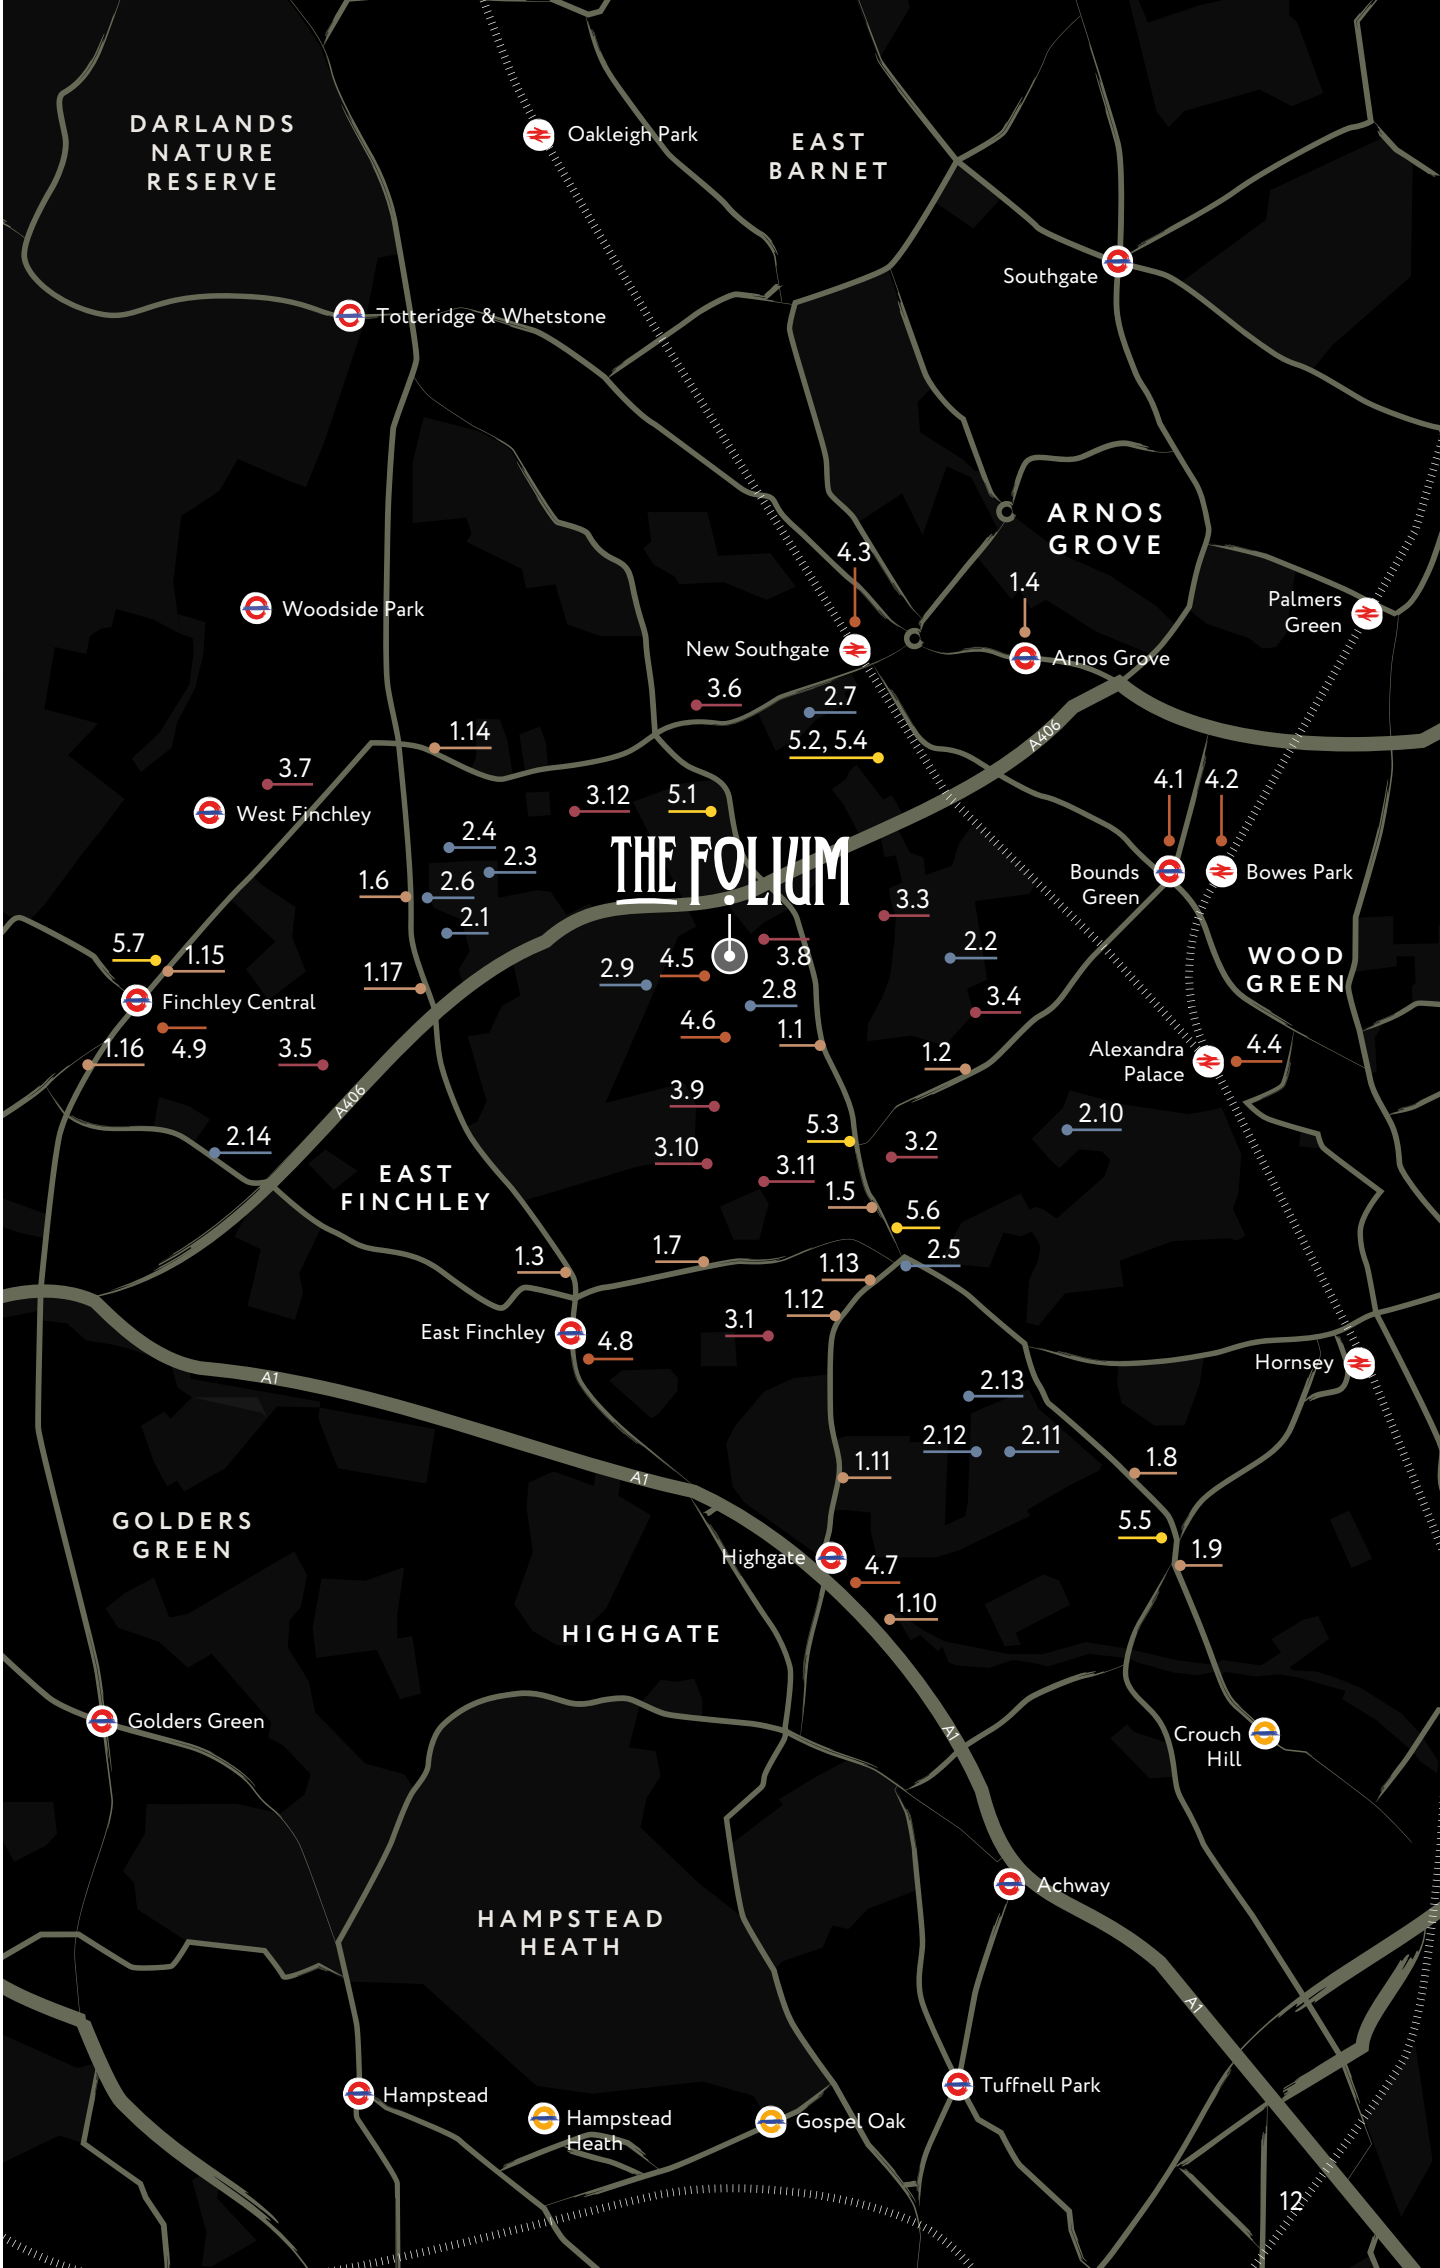 DARLANDS
NATURE
RESERVE
Oakleigh Park
EAST
BARNET
Southgate
Totteridge & Whetstone
ARNOS
GROVE
4.3
1.4
Woodside Park
Palmers
Green
New Southgate
Arnos Grove
3.6
2.7
1.14
5.2, 5.4
A406
3.7
4.1
4.2
West Finchley
3.12
5.1
2.4
THE FOLIUM
2.3
1.6
2.6
Bounds
Green
Bowes Park
2.1
3.3
5.7
1.15
2.2
WOOD
GREEN
1.17
2.9
4.5
3.8
Finchley Central
2.8
3.4
4.6
1.1
1.16
4.9
3.5
1.2
Alexandra
Palace
4.4
A406
3.9
2.10
2.14
5.3
3.2
3.10
EAST
FINCHLEY
3.11
1.5
5.6
1.3
1.7
2.5
1.13
1.12
3.1
East Finchley
4.8
Hornsey
A1
2.13
2.12
2.11
1.11
1.8
A1
GOLDERS
GREEN
5.5
1.9
Highgate
4.7
1.10
HIGHGATE
Golders Green
A1
Crouch
Hill
Achway
HAMPSTEAD
HEATH
A1
Hampstead
Tuffnell Park
Hampstead
Heath
Gospel Oak
12